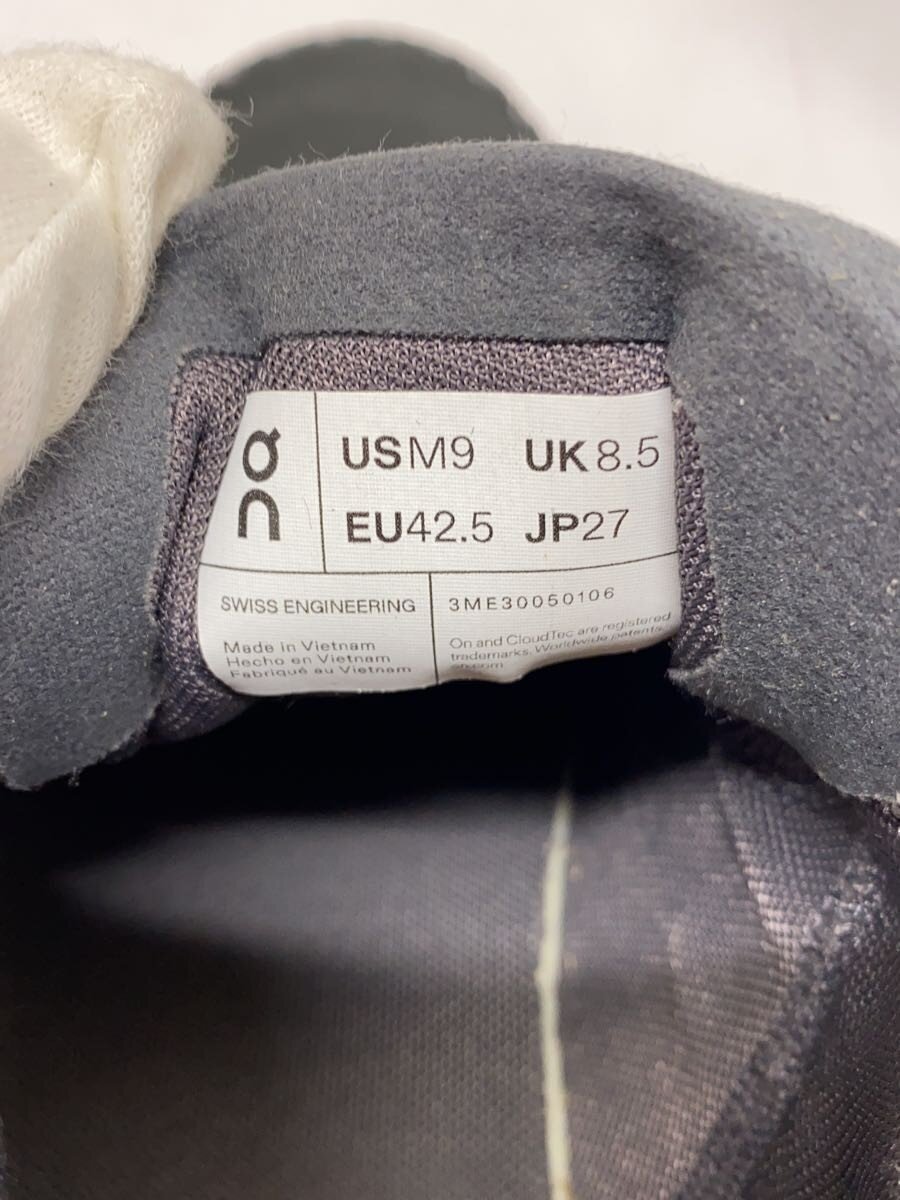 on
USM9 UK8.5
EU42.5 JP27
SWISS ENGINEERING
3ME30050106
Made in Vietnam
Hecho en Vietnam
Fabriqué au Vietnam
On and CloudTec are registered
trademarks. Worldwide patents.